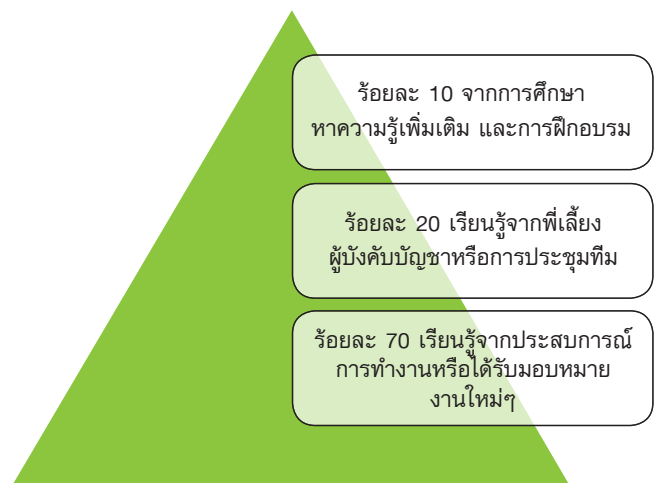 ร้อยละ 10 จากการศึกษา
หาความรู้เพิ่มเติม และการฝึกอบรม
ร้อยละ 20 เรียนรู้จากพี่เลี้ยง
ผู้บังคับบัญชาหรือการประชุมทีม
ร้อยละ 70 เรียนรู้จากประสบการณ์
การทำงานหรือได้รับมอบหมาย
งานใหม่ๆ